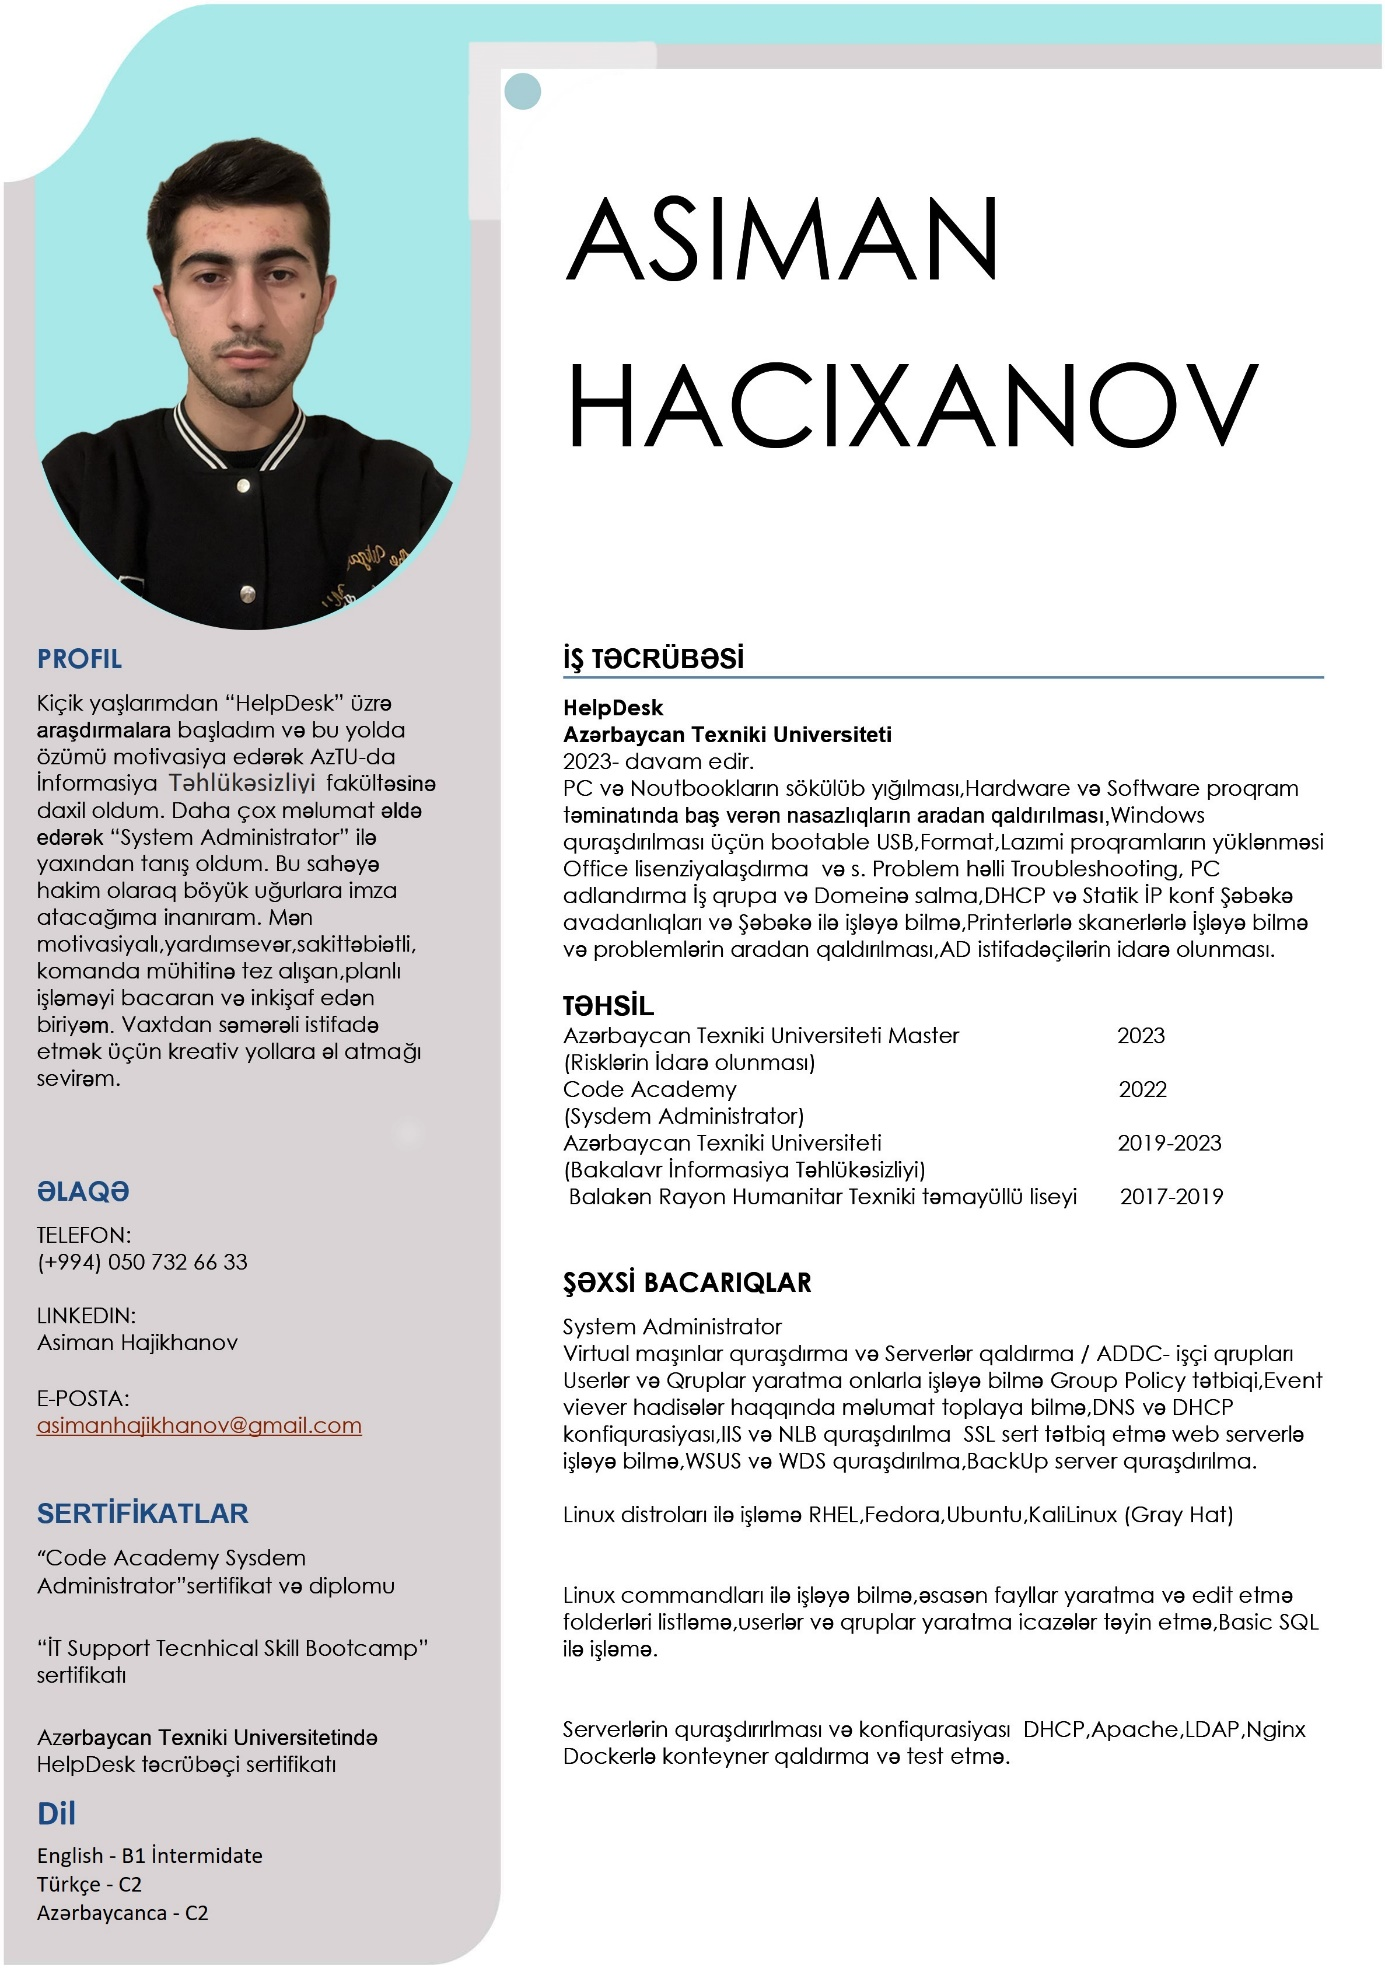 ASIMAN
HACIXANOV
PROFIL
Kiçik yaşlarımdan “HelpDesk” üzrə
araşdırmalara başladım və bu yolda
özümü motivasiya edərək AzTU-da
İnformasiya Təhlükəsizliyi fakültəsinə
daxil oldum. Daha çox məlumat əldə
edərək “System Administrator” ilə
yaxından tanış oldum. Bu sahəyə
hakim olaraq böyük uğurlara imza
atacağıma inanıram. Mən
motivasiyalı,yardımsevər,sakittəbiətli,
komanda mühitinə tez alışan,planlı
işləməyi bacaran və inkişaf edən
biriyəm. Vaxtdan səmərəli istifadə
etmək üçün kreativ yollara əl atmağı
sevirəm.
ƏLAQƏ
TELEFON:
(+994) 050 732 66 33
LINKEDIN:
Asiman Hajikhanov
E-POSTA:
asimanhajikhanov@gmail.com
SERTİFİKATLAR
“Code Academy Sysdem
Administrator”sertifikat və diplomu
“İT Support Tecnhical Skill Bootcamp”
sertifikatı
Azərbaycan Texniki Universitetində
HelpDesk təcrübəçi sertifikatı
Dil
English - B1 İntermidate
Türkçe - C2
Azərbaycanca - C2
İŞ TƏCRÜBƏSİ
HelpDesk
Azərbaycan Texniki Universiteti
2023- davam edir.
PC və Noutbookların sökülüb yığılması,Hardware və Software proqram
təminatında baş verən nasazlıqların aradan qaldırılması,Windows
quraşdırılması üçün bootable USB,Format,Lazımi proqramların yüklənməsi
Office lisenziyalaşdırma  və s. Problem həlli Troubleshooting, PC
adlandırma İş qrupa və Domeinə salma,DHCP və Statik İP konf Şəbəkə
avadanlıqları və Şəbəkə ilə işləyə bilmə,Printerlərlə skanerlərlə İşləyə bilmə
və problemlərin aradan qaldırılması,AD istifadəçilərin idarə olunması.
TƏHSİL
Azərbaycan Texniki Universiteti Master 2023
(Risklərin İdarə olunması)
Code Academy 2022
(Sysdem Administrator)
Azərbaycan Texniki Universiteti 2019-2023
(Bakalavr İnformasiya Təhlükəsizliyi)
Balakən Rayon Humanitar Texniki təmayüllü liseyi 2017-2019
ŞƏXSİ BACARIQLAR
System Administrator
Virtual maşınlar quraşdırma və Serverlər qaldırma / ADDC- işçi qrupları
Userlər və Qruplar yaratma onlarla işləyə bilmə Group Policy tətbiqi,Event
viever hadisələr haqqında məlumat toplaya bilmə,DNS və DHCP
konfiqurasiyası,IIS və NLB quraşdırılma  SSL sert tətbiq etmə web serverlə
işləyə bilmə,WSUS və WDS quraşdırılma,BackUp server quraşdırılma.
Linux distroları ilə işləmə RHEL,Fedora,Ubuntu,KaliLinux (Gray Hat)
Linux commandları ilə işləyə bilmə,əsasən fayllar yaratma və edit etmə
folderləri listləmə,userlər və qruplar yaratma icazələr təyin etmə,Basic SQL
ilə işləmə.
Serverlərin quraşdırırlması və konfiqurasiyası  DHCP,Apache,LDAP,Nginx
Dockerlə konteyner qaldırma və test etmə.